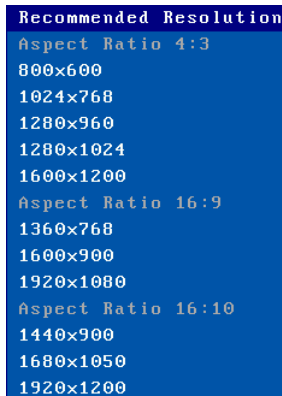 Recommended Resolution
Aspect Ratio 4:3
800x600
1024x768
1280x960
1280x1024
1600x1200
Aspect Ratio 16:9
1360x768
1600x900
1920x1080
Aspect Ratio 16:10
1440x900
1680x1050
1920x1200